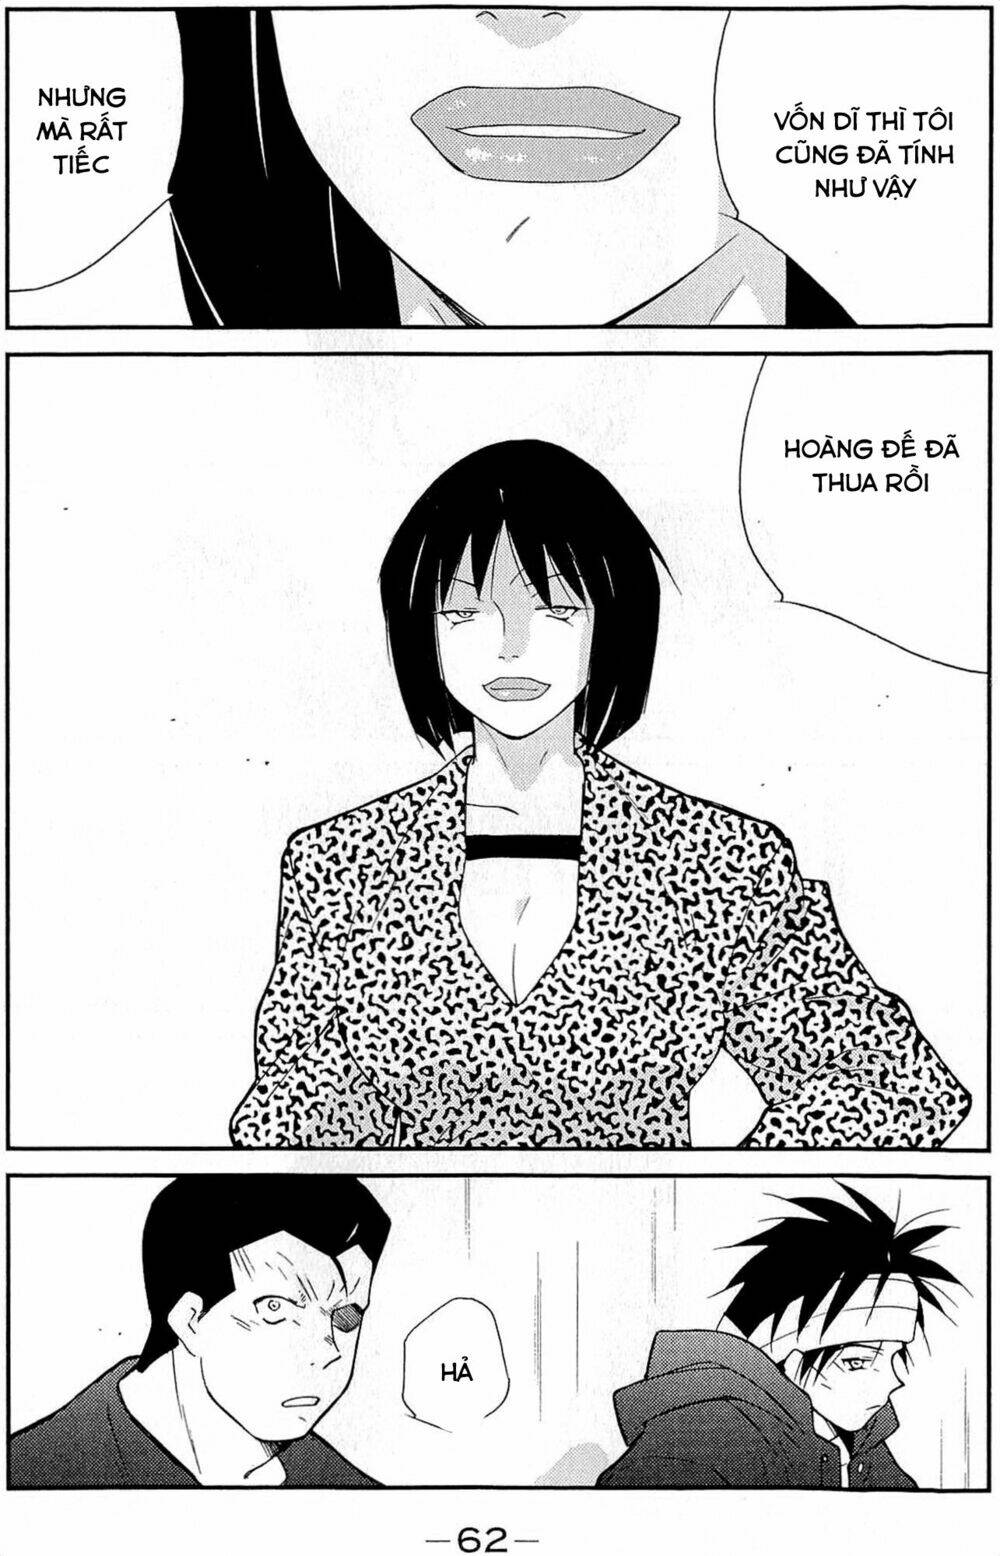 VỐN DĨ THÌ TÔI
CŨNG ĐÃ TÍNH
NHƯ VẬY
NHƯNG
MÀ RẤT
TIẾC
HOÀNG ĐẾ ĐÃ
THUA RỒI
HẢ
—62—